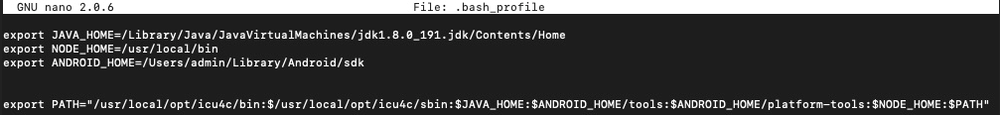 GNU nano 2.0.6 File: .bash_profile
export JAVA_HOME=/Library/Java/JavaVirtualMachines/jdk1.8.0_191.jdk/Contents/Home
export NODE_HOME=/usr/local/bin
export ANDROID_HOME=/Users/admin/Library/Android/sdk
export PATH="/usr/local/opt/icu4c/bin:$/usr/local/opt/icu4c/sbin:$JAVA_HOME:$ANDROID_HOME/tools:$ANDROID_HOME/platform-tools:$NODE_HOME:$PATH"